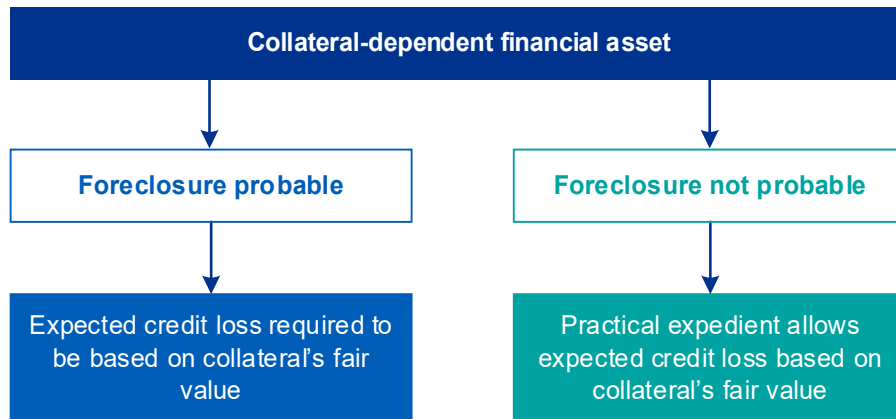 Collateral-dependent financial asset
Foreclosure probable
Foreclosure not probable
Expected credit loss required to
be based on collateral’s fair
value
Practical expedient allows
expected credit loss based on
collateral’s fair value